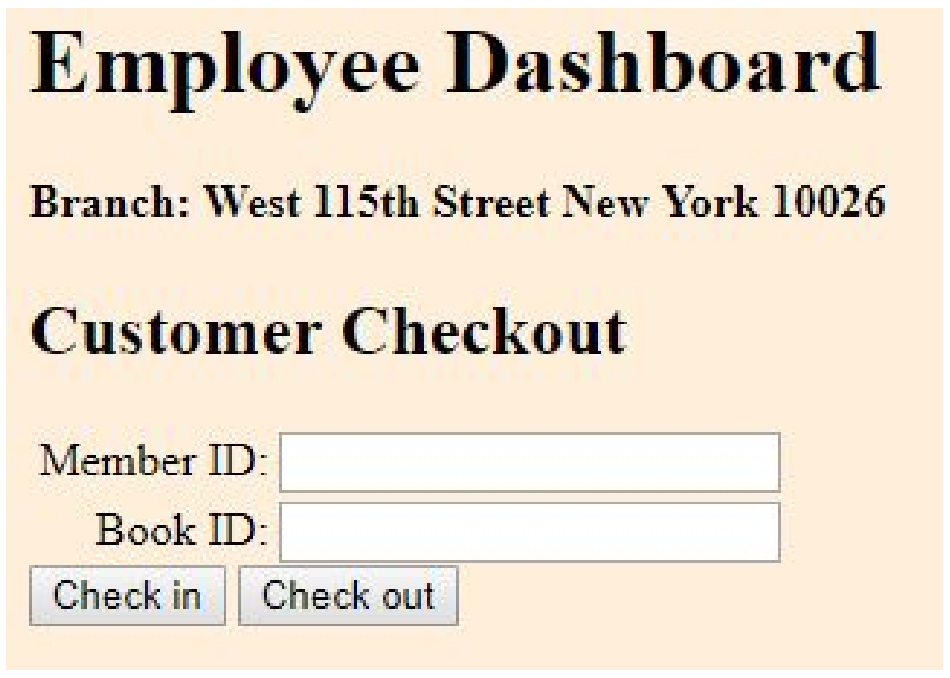 Employee Dashboard
Branch: West 115th Street New York 10026
Customer Checkout
Member ID:
Book ID:
Check in Check out